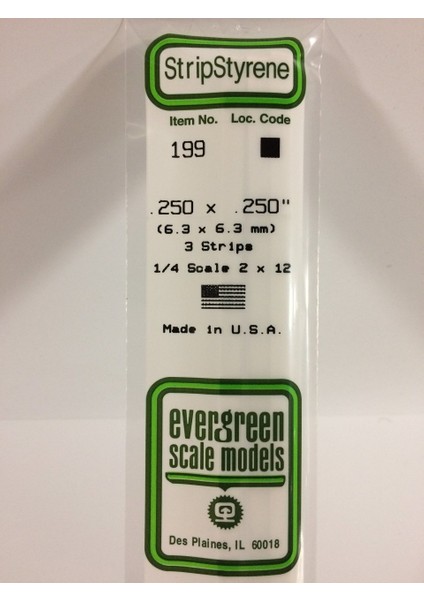 StripStyrene
Item No. Loc. Code
199
.250 x .250"
(6.3 x 6.3 mm)
3 Strips
1/4 Scale 2 x 12
Made in U.S.A.
evergreen
scale models
Des Plaines, IL 60018